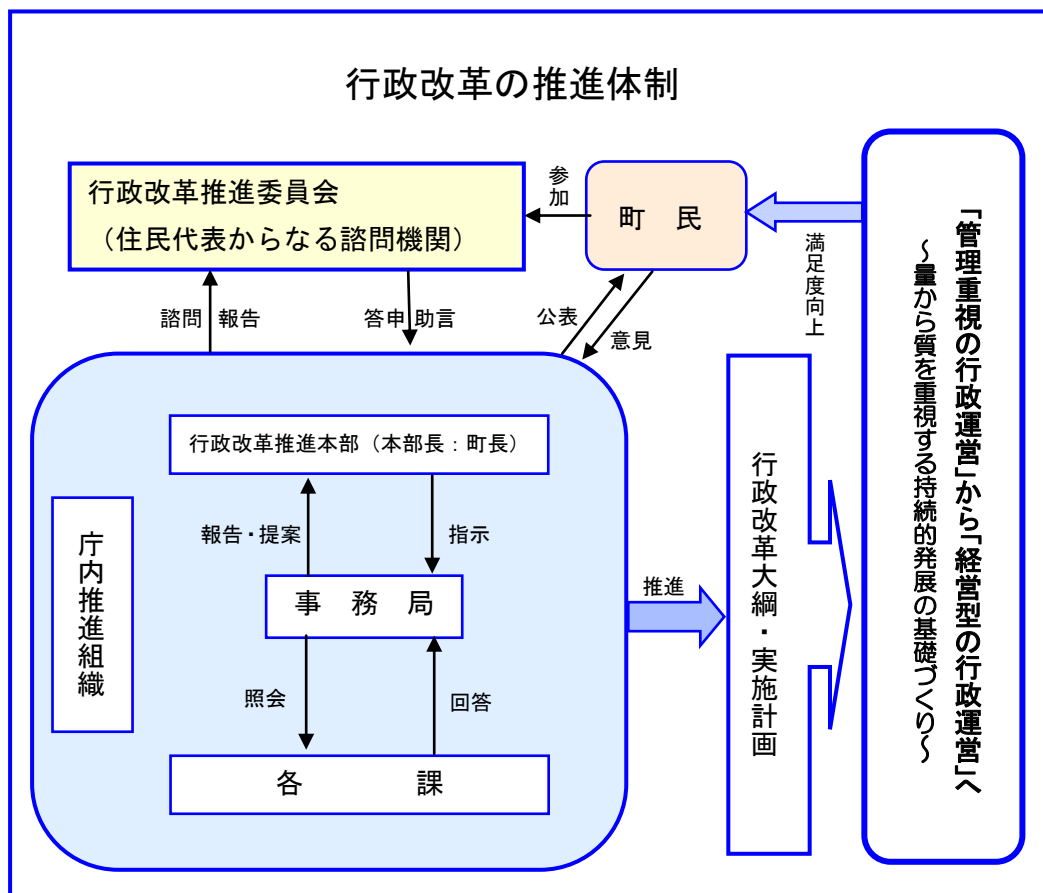 行政改革の推進体制
行政改革推進委員会
（住民代表からなる諮問機関）
参加
町　民
満足度向上
諮問
報告
答申
助言
公表
意見
行政改革推進本部（本部長：町長）
報告・提案
指示
庁内推進組織
事　務　局
照会
回答
各　　　課
推進
行政改革大綱・実施計画
「管理重視の行政運営」から「経営型の行政運営」へ
～量から質を重視する持続的発展の基礎づくり～